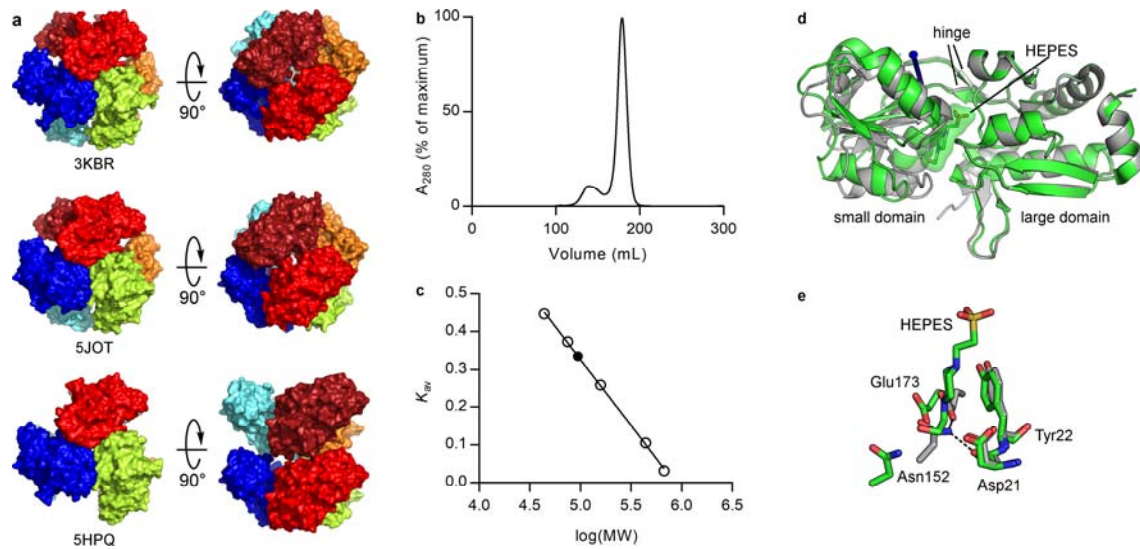 a
3KBR
90°
5JOT
90°
5HPQ
90°
b
A280 (% of maximum)
100
50
0
0 100 200 300
Volume (mL)
c
Kav
0.5
0.4
0.3
0.2
0.1
0.0
4.0 4.5 5.0 5.5 6.0 6.5
log(MW)
d
hinge
HEPES
small domain
large domain
e
HEPES
Glu173
Tyr22
Asn152
Asp21